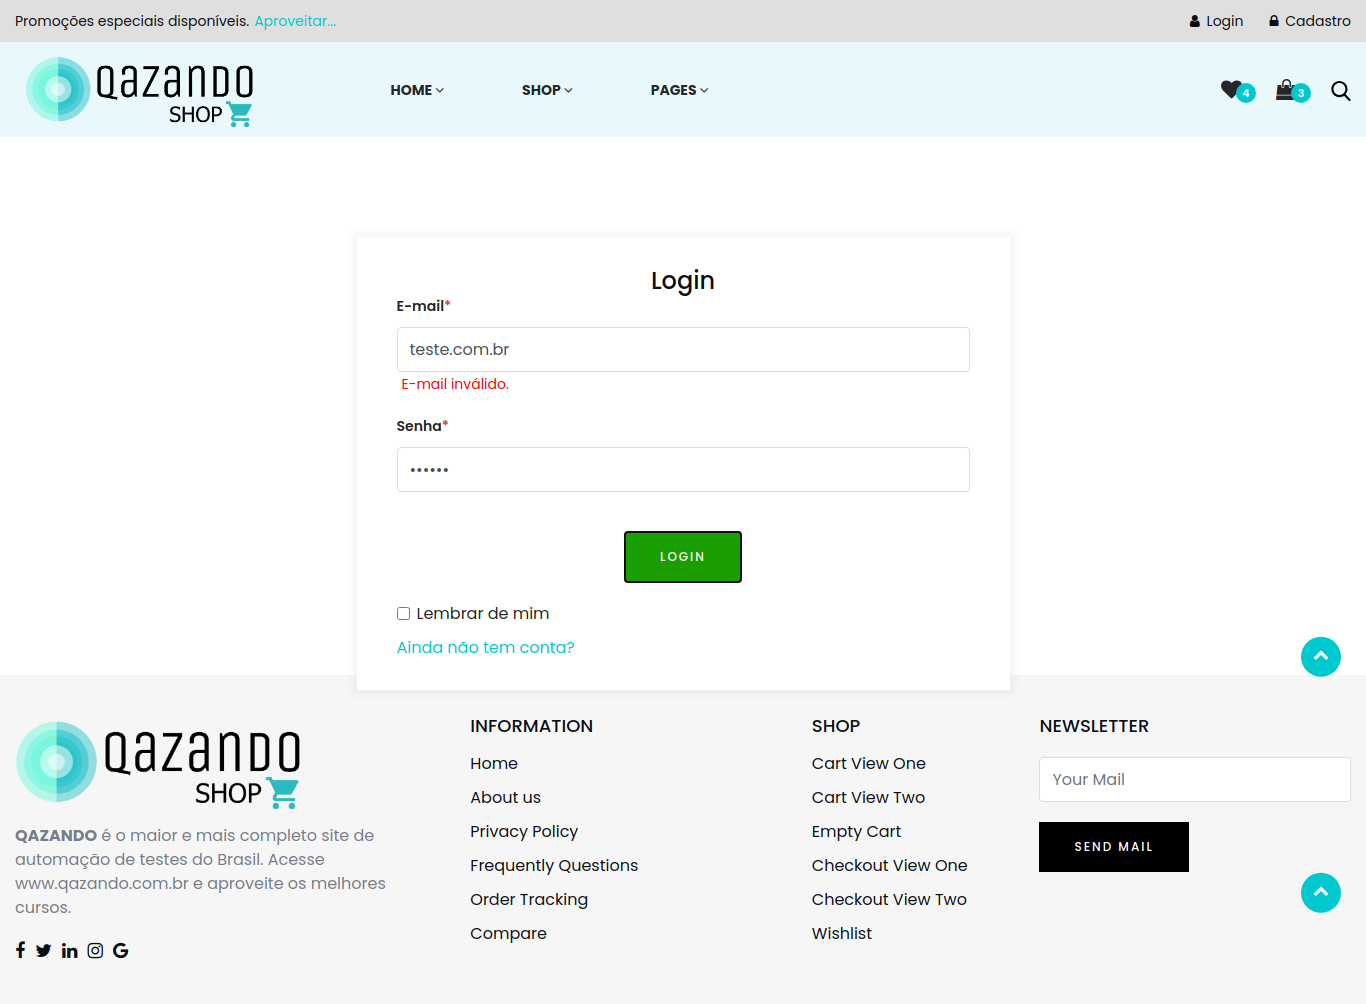 Promoções especiais disponíveis. Aproveitar...
Login
Cadastro
QAZANDO
SHOP
HOME
SHOP
PAGES
4
3
Login
E-mail*
teste.com.br
E-mail inválido.
Senha*
••••••
LOGIN
Lembrar de mim
Ainda não tem conta?
QAZANDO
SHOP
QAZANDO é o maior e mais completo site de
automação de testes do Brasil. Acesse
www.qazando.com.br e aproveite os melhores
cursos.
INFORMATION
Home
About us
Privacy Policy
Frequently Questions
Order Tracking
Compare
SHOP
Cart View One
Cart View Two
Empty Cart
Checkout View One
Checkout View Two
Wishlist
NEWSLETTER
Your Mail
SEND MAIL